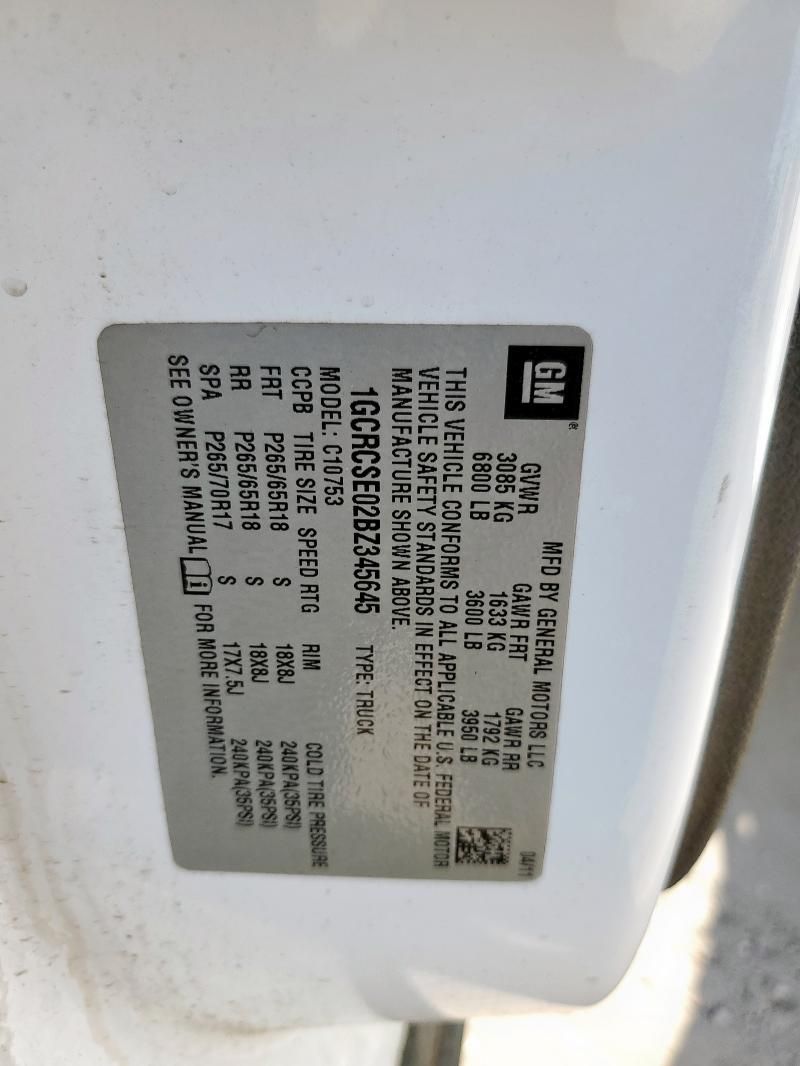 GM®
MFD BY GENERAL MOTORS LLC
04/11
GVWR GAWR FRT GAWR RR
3085 KG 1633 KG 1792 KG
6800 LB 3600 LB 3950 LB
THIS VEHICLE CONFORMS TO ALL APPLICABLE U.S. FEDERAL MOTOR
VEHICLE SAFETY STANDARDS IN EFFECT ON THE DATE OF
MANUFACTURE SHOWN ABOVE.
1GCRCSE02BZ345645 TYPE: TRUCK
MODEL: C10753
CCPB TIRE SIZE SPEED RTG RIM COLD TIRE PRESSURE
FRT P265/65R18 S 18X8J 240KPA(35PSI)
RR P265/65R18 S 18X8J 240KPA(35PSI)
SPA P265/70R17 S 17X7.5J 240KPA(35PSI)
SEE OWNER'S MANUAL FOR MORE INFORMATION.